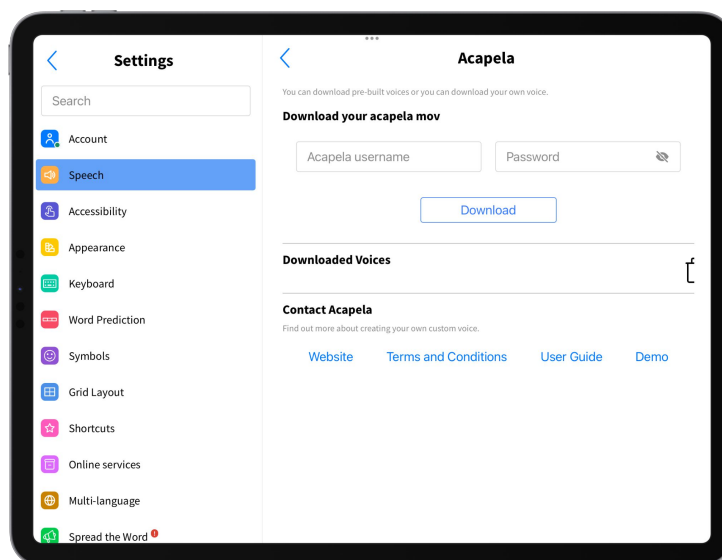 Settings
Search
Account
Speech
Accessibility
Appearance
Keyboard
Word Prediction
Symbols
Grid Layout
Shortcuts
Online services
Multi-language
Spread the Word
Acapela
You can download pre-built voices or you can download your own voice.
Download your acapela mov
Acapela username
Password
Download
Downloaded Voices
Contact Acapela
Find out more about creating your own custom voice.
Website
Terms and Conditions
User Guide
Demo